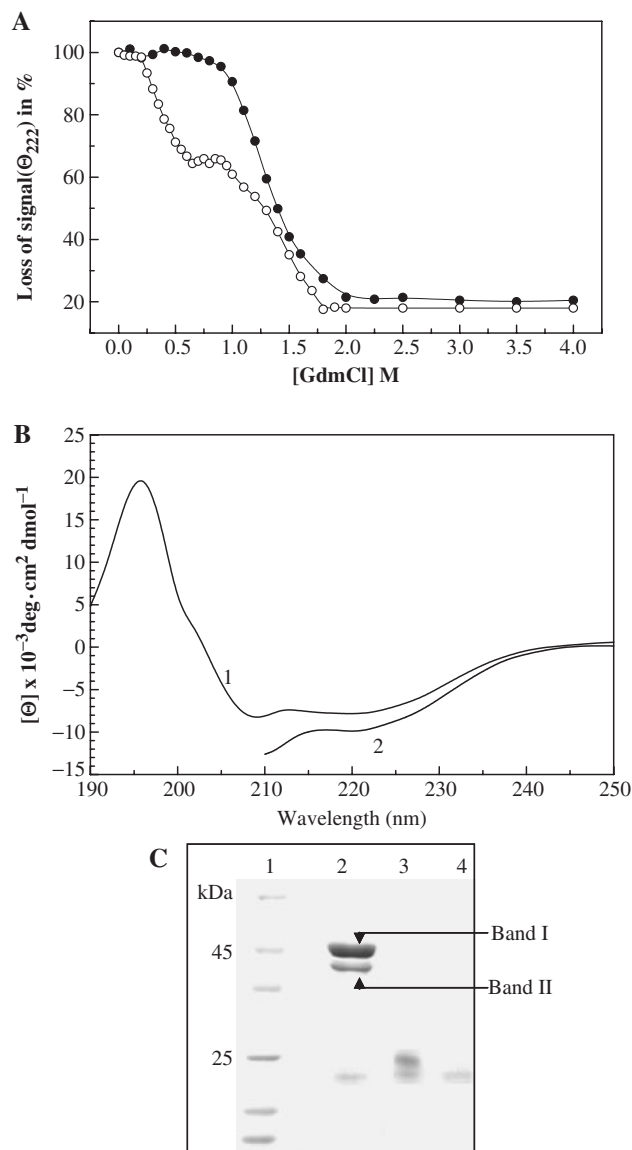 A
Loss of signal(Θ222) in %
100
80
60
40
20
0.0 0.5 1.0 1.5 2.0 2.5 3.0 3.5 4.0
[GdmCl] M
B
[Θ] x 10−3deg·cm2 dmol−1
25
20
15
10
5
0
−5
−10
−15
1
2
190 200 210 220 230 240 250
Wavelength (nm)
C
1 2 3 4
kDa
Band I
45
Band II
25